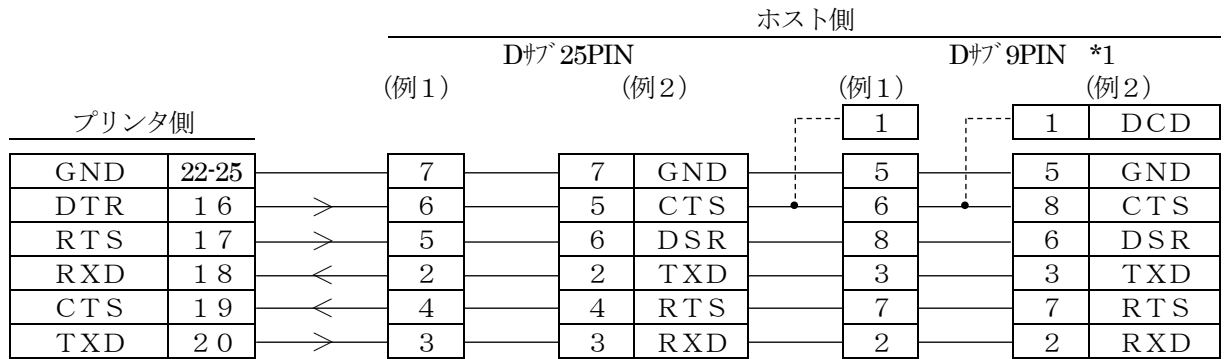 ホスト側
Dｻﾌﾞ25PIN Dｻﾌﾞ9PIN *1
(例１) (例２) (例１) (例２)
プリンタ側 1 1 ＤＣＤ
ＧＮＤ 22-25 7 7 ＧＮＤ 5 5 ＧＮＤ
ＤＴＲ １６ 6 5 ＣＴＳ 6 8 ＣＴＳ
ＲＴＳ １７ 5 6 ＤＳＲ 8 6 ＤＳＲ
ＲＸＤ １８ 2 2 ＴＸＤ 3 3 ＴＸＤ
ＣＴＳ １９ 4 4 ＲＴＳ 7 7 ＲＴＳ
ＴＸＤ ２０ 3 3 ＲＸＤ 2 2 ＲＸＤ